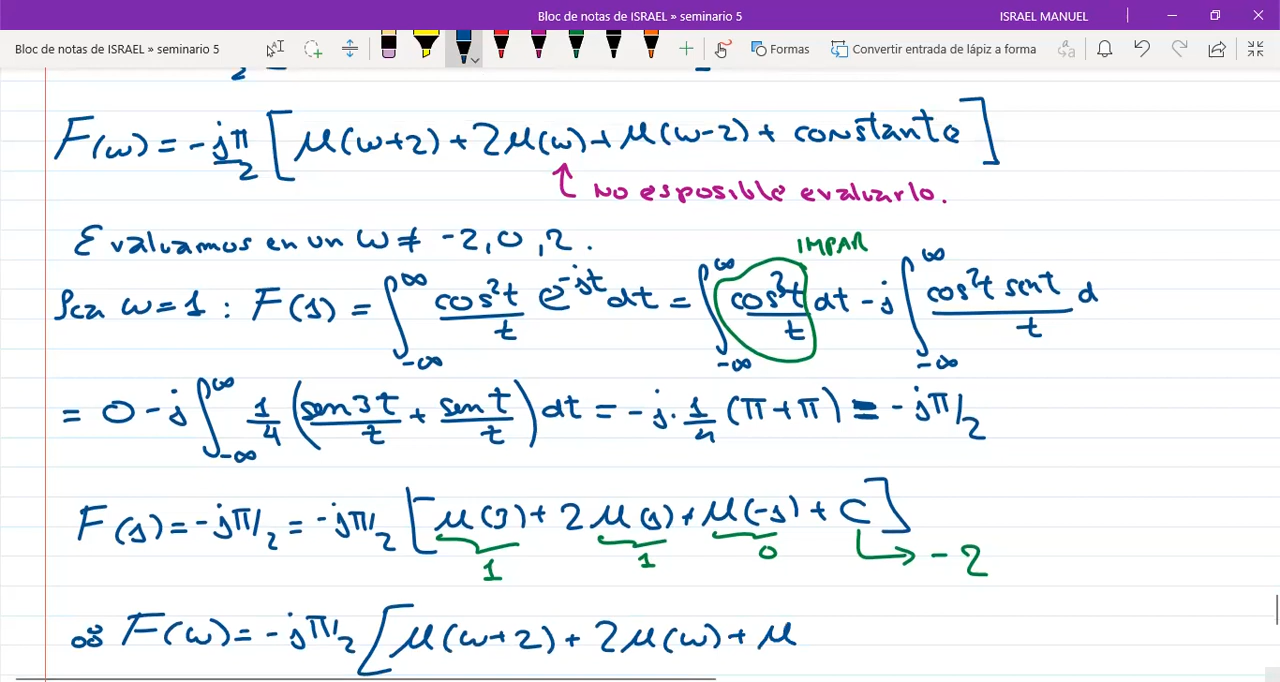 Bloc de notas de ISRAEL » seminario 5
ISRAEL MANUEL
Bloc de notas de ISRAEL » seminario 5
Formas
Convertir entrada de lápiz a forma
2
F(ω) = -jπ/2 [ μ(ω+2) + 2μ(ω) + μ(ω-2) + constante ]
No es posible evaluarlo.
Evaluamos en un ω ≠ -2, 0, 2.
IMPAR
Sea ω=1 : F(1) = ∫_{-∞}^{∞} cos²t/t e^{-jt} dt = ∫_{-∞}^{∞} cos³t/t dt - j ∫_{-∞}^{∞} cos²t sent/t d
= 0 - j ∫_{-∞}^{∞} 1/4 (sen3t/t + sent/t) dt = -j · 1/4 (π+π) = -jπ/2
F(1) = -jπ/2 = -jπ/2 [ μ(3) + 2μ(1) + μ(-1) + C ]
1 1 0 → -2
∴ F(ω) = -jπ/2 [ μ(ω+2) + 2μ(ω) + μ